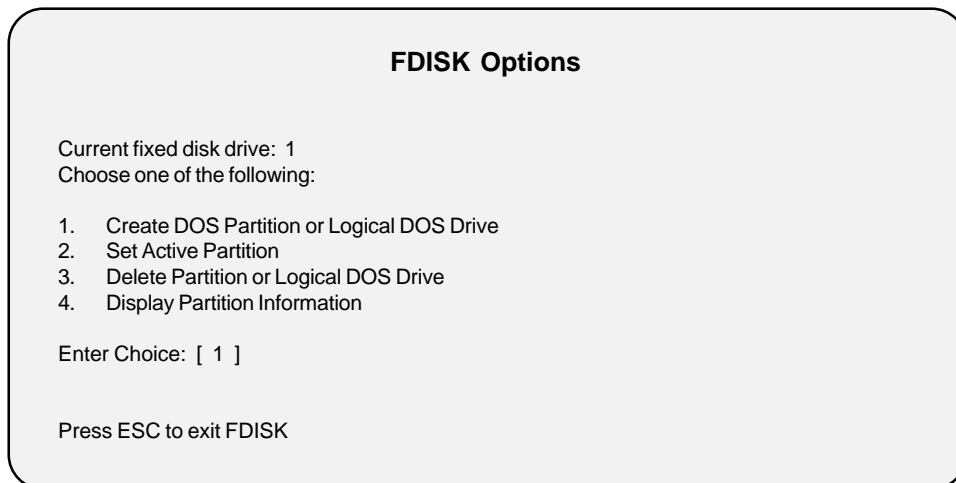 FDISK Options
Current fixed disk drive: 1
Choose one of the following:
1. Create DOS Partition or Logical DOS Drive
2. Set Active Partition
3. Delete Partition or Logical DOS Drive
4. Display Partition Information
Enter Choice: [ 1 ]
Press ESC to exit FDISK